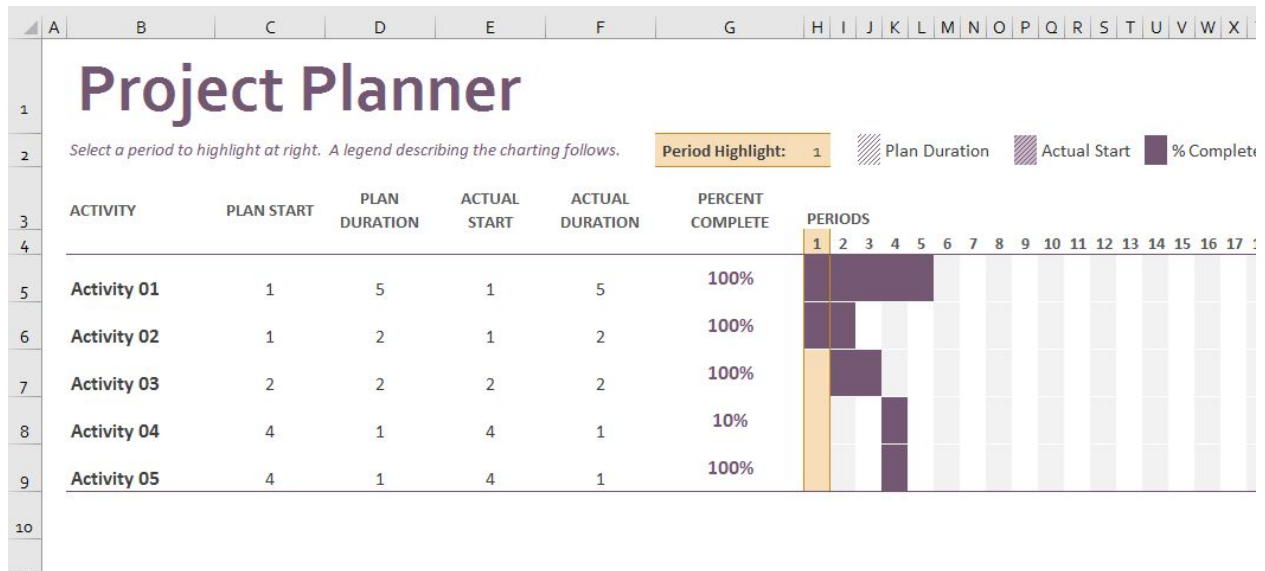 A B C D E F G H I J K L M N O P Q R S T U V W X
1 Project Planner
2 Select a period to highlight at right. A legend describing the charting follows. Period Highlight: 1 Plan Duration Actual Start % Complete
PLAN ACTUAL ACTUAL PERCENT
3 ACTIVITY PLAN START DURATION START DURATION COMPLETE PERIODS
4 1 2 3 4 5 6 7 8 9 10 11 12 13 14 15 16 17
5 Activity 01 1 5 1 5 100%
6 Activity 02 1 2 1 2 100%
7 Activity 03 2 2 2 2 100%
8 Activity 04 4 1 4 1 10%
9 Activity 05 4 1 4 1 100%
10